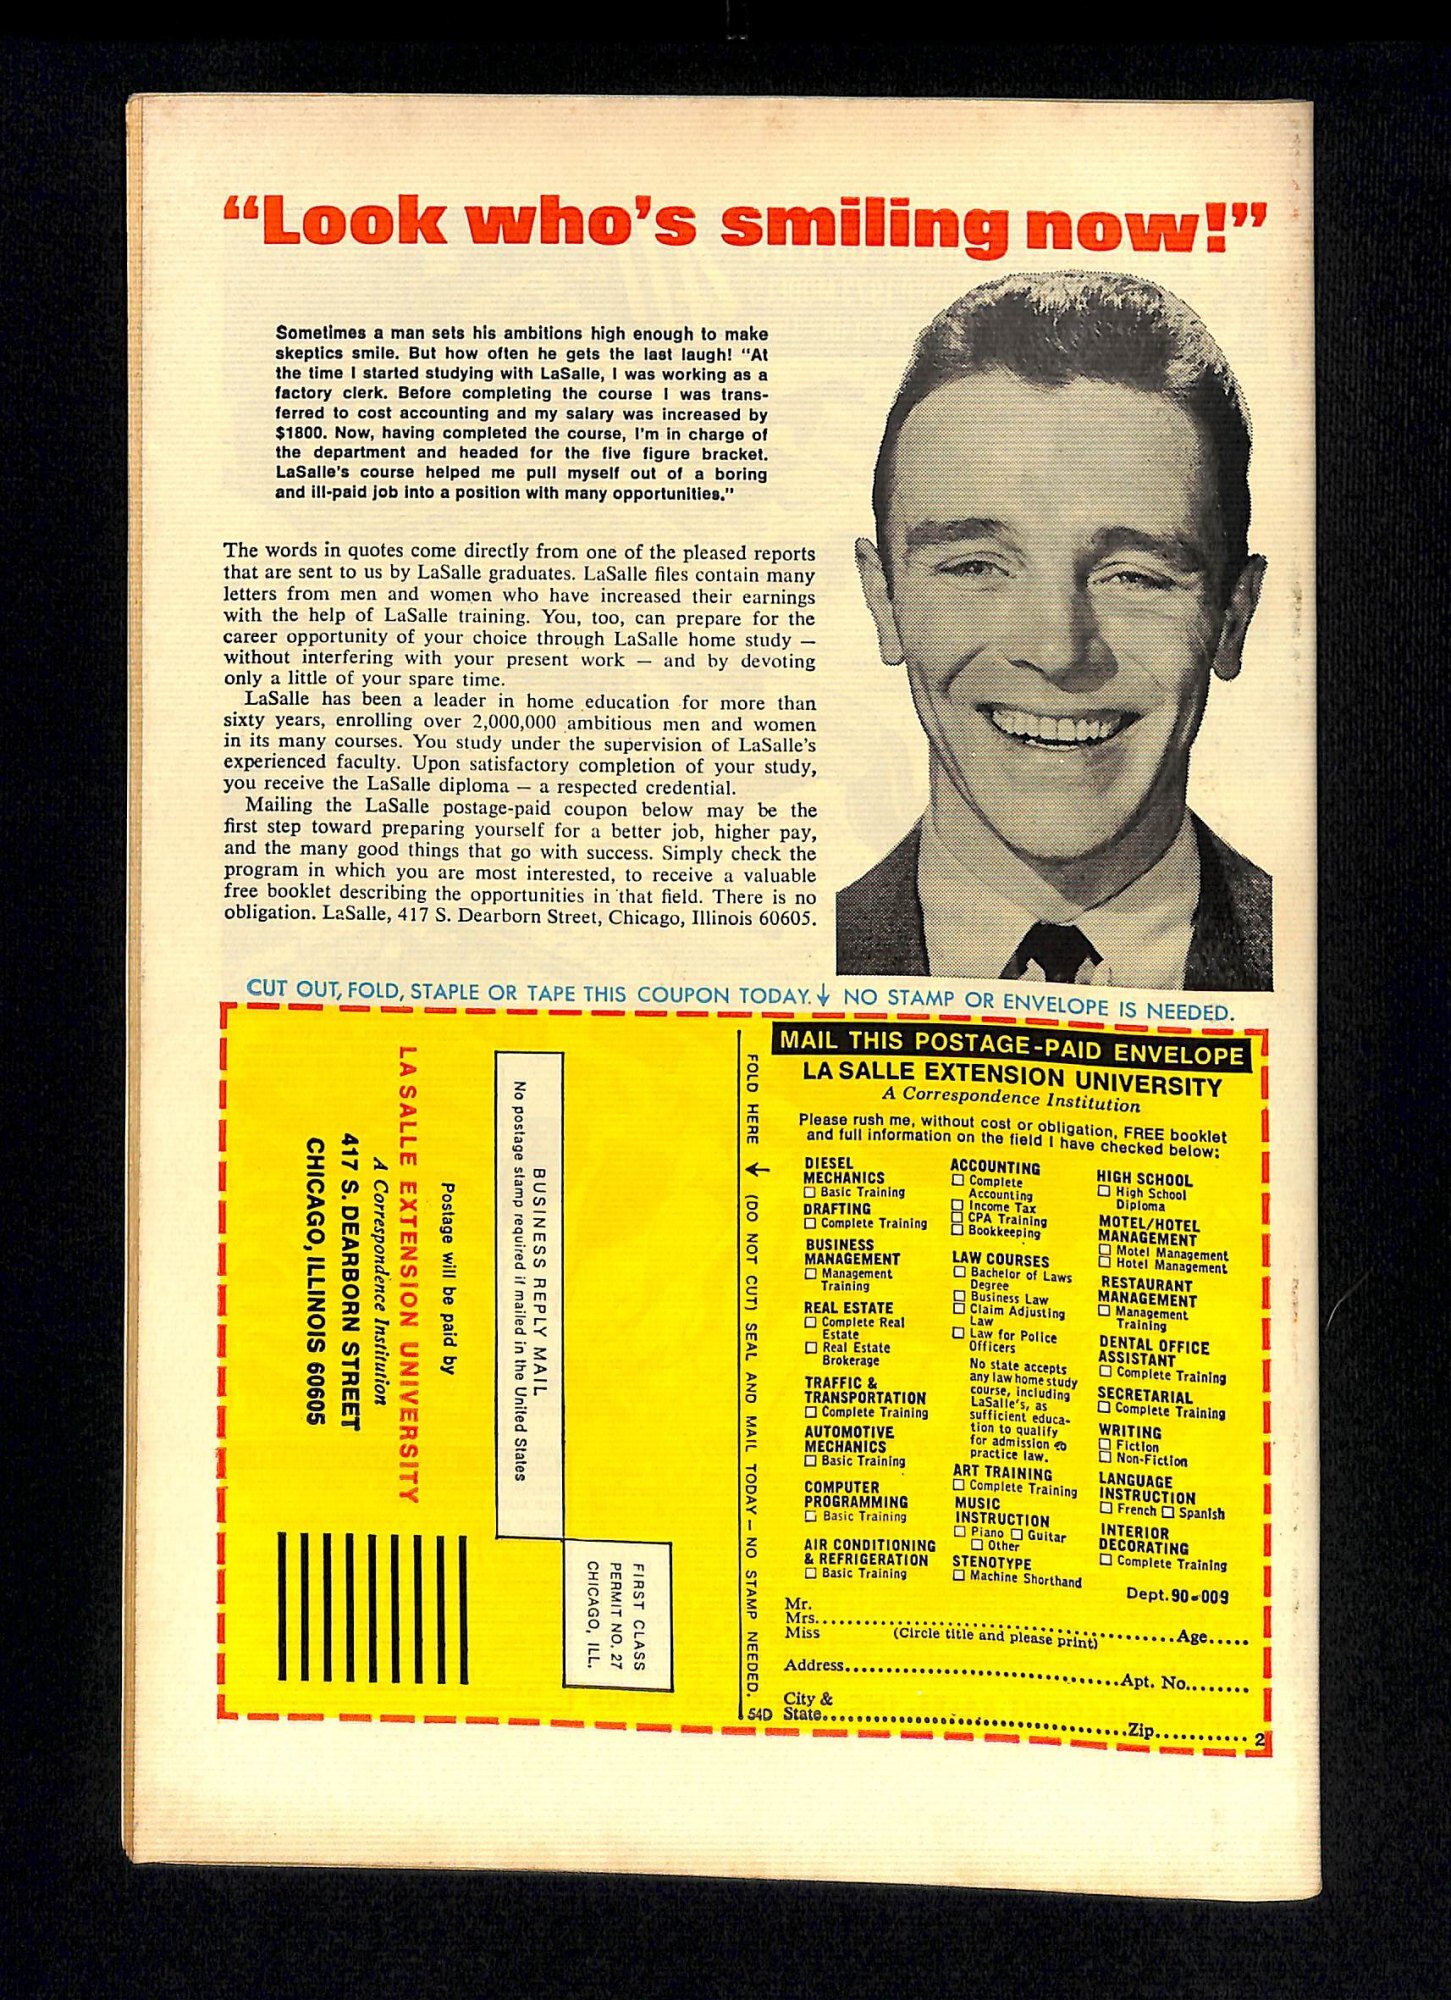 “Look who’s smiling now!”
Sometimes a man sets his ambitions high enough to make
skeptics smile. But how often he gets the last laugh! “At
the time I started studying with LaSalle, I was working as a
factory clerk. Before completing the course I was trans-
ferred to cost accounting and my salary was increased by
$1800. Now, having completed the course, I’m in charge of
the department and headed for the five figure bracket.
LaSalle’s course helped me pull myself out of a boring
and ill-paid job into a position with many opportunities.”
The words in quotes come directly from one of the pleased reports
that are sent to us by LaSalle graduates. LaSalle files contain many
letters from men and women who have increased their earnings
with the help of LaSalle training. You, too, can prepare for the
career opportunity of your choice through LaSalle home study —
without interfering with your present work — and by devoting
only a little of your spare time.
LaSalle has been a leader in home education for more than
sixty years, enrolling over 2,000,000 ambitious men and women
in its many courses. You study under the supervision of LaSalle’s
experienced faculty. Upon satisfactory completion of your study,
you receive the LaSalle diploma — a respected credential.
Mailing the LaSalle postage-paid coupon below may be the
first step toward preparing yourself for a better job, higher pay,
and the many good things that go with success. Simply check the
program in which you are most interested, to receive a valuable
free booklet describing the opportunities in that field. There is no
obligation. LaSalle, 417 S. Dearborn Street, Chicago, Illinois 60605.
CUT OUT, FOLD, STAPLE OR TAPE THIS COUPON TODAY. ↓ NO STAMP OR ENVELOPE IS NEEDED.
FIRST CLASS
PERMIT NO. 27
CHICAGO, ILL.
BUSINESS REPLY MAIL
No postage stamp required if mailed in the United States
Postage will be paid by
LA SALLE EXTENSION UNIVERSITY
A Correspondence Institution
417 S. DEARBORN STREET
CHICAGO, ILLINOIS 60605
FOLD HERE ← (DO NOT CUT) SEAL AND MAIL TODAY — NO STAMP NEEDED.
54D
MAIL THIS POSTAGE-PAID ENVELOPE
LA SALLE EXTENSION UNIVERSITY
A Correspondence Institution
Please rush me, without cost or obligation, FREE booklet
and full information on the field I have checked below:
DIESEL
MECHANICS
☐ Basic Training
DRAFTING
☐ Complete Training
BUSINESS
MANAGEMENT
☐ Management
Training
REAL ESTATE
☐ Complete Real
Estate
☐ Real Estate
Brokerage
TRAFFIC &
TRANSPORTATION
☐ Complete Training
AUTOMOTIVE
MECHANICS
☐ Basic Training
COMPUTER
PROGRAMMING
☐ Basic Training
AIR CONDITIONING
& REFRIGERATION
☐ Basic Training
ACCOUNTING
☐ Complete
Accounting
☐ Income Tax
☐ CPA Training
☐ Bookkeeping
LAW COURSES
☐ Bachelor of Laws
Degree
☐ Business Law
☐ Claim Adjusting
Law
☐ Law for Police
Officers
No state accepts
any law home study
course, including
LaSalle’s, as
sufficient educa-
tion to qualify
for admission to
practice law.
ART TRAINING
☐ Complete Training
MUSIC
INSTRUCTION
☐ Piano ☐ Guitar
☐ Other
STENOTYPE
☐ Machine Shorthand
HIGH SCHOOL
☐ High School
Diploma
MOTEL/HOTEL
MANAGEMENT
☐ Motel Management
☐ Hotel Management
RESTAURANT
MANAGEMENT
☐ Management
Training
DENTAL OFFICE
ASSISTANT
☐ Complete Training
SECRETARIAL
☐ Complete Training
WRITING
☐ Fiction
☐ Non-Fiction
LANGUAGE
INSTRUCTION
☐ French ☐ Spanish
INTERIOR
DECORATING
☐ Complete Training
Dept. 90-009
Mr.
Mrs. ........ Age.....
Miss (Circle title and please print)
Address........ Apt. No........
City &
State........ Zip........ 2